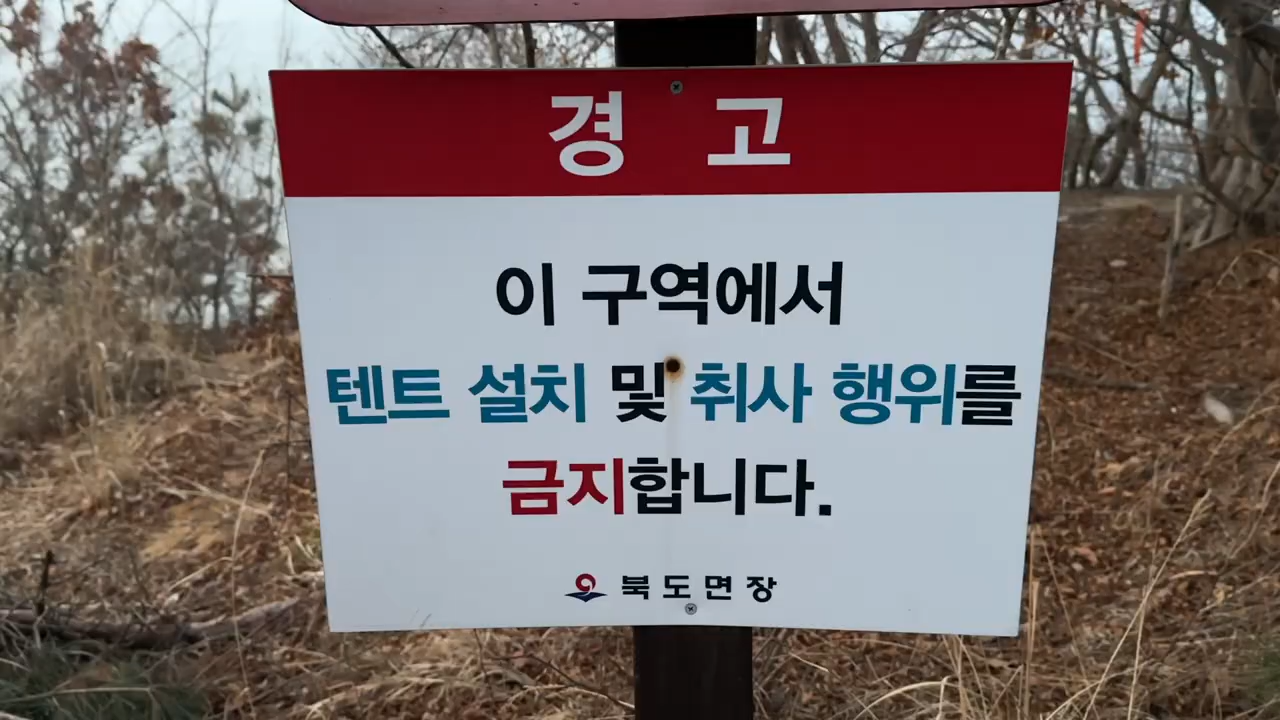 경 고
이 구역에서
텐트 설치 및 취사 행위를
금지합니다.
북도면장